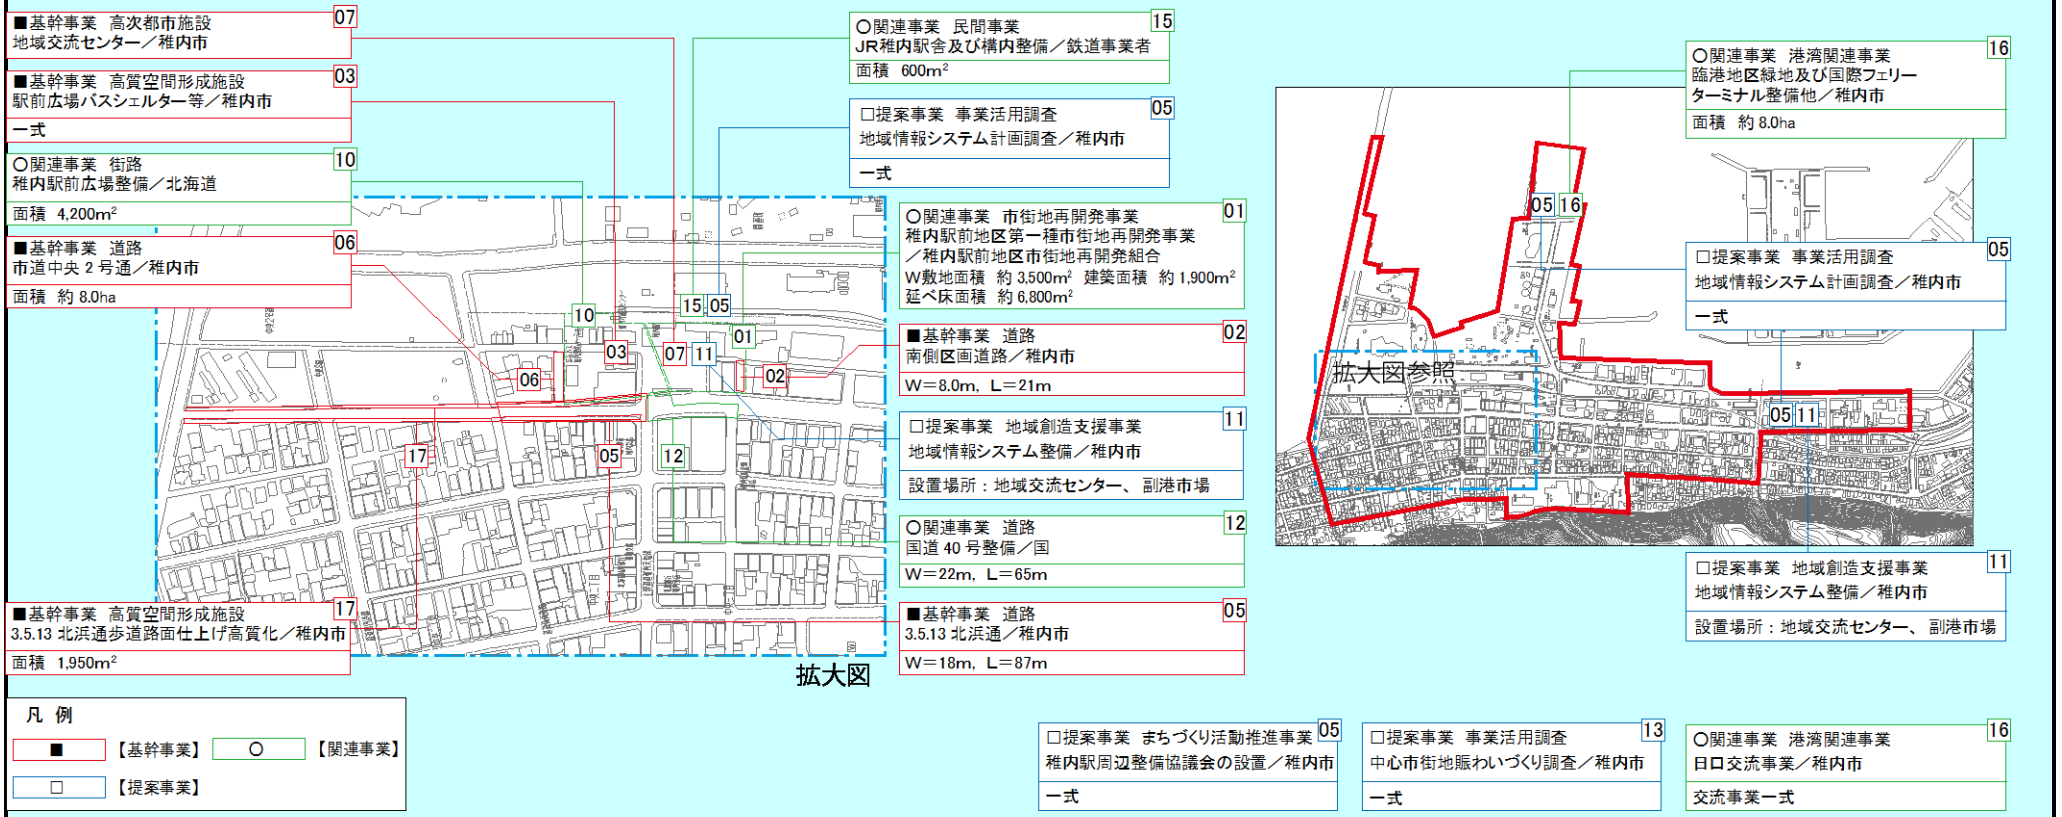 ■基幹事業 高次都市施設 07
地域交流センター／稚内市
■基幹事業 高質空間形成施設 03
駅前広場バスシェルター等／稚内市
一式
〇関連事業 街路 10
稚内駅前広場整備／北海道
面積 4,200m²
■基幹事業 道路 06
市道中央２号通／稚内市
面積 約 8.0ha
■基幹事業 高質空間形成施設 17
3.5.13 北浜通歩道路面仕上げ高質化／稚内市
面積 1,950m²
〇関連事業 民間事業 15
JR稚内駅舎及び構内整備／鉄道事業者
面積 600m²
□提案事業 事業活用調査 05
地域情報システム計画調査／稚内市
一式
〇関連事業 市街地再開発事業 01
稚内駅前地区第一種市街地再開発事業
／稚内駅前地区市街地再開発組合
W敷地面積 約 3,500m² 建築面積 約 1,900m²
延べ床面積 約 6,800m²
■基幹事業 道路 02
南側区画道路／稚内市
W＝8.0m, L＝21m
□提案事業 地域創造支援事業 11
地域情報システム整備／稚内市
設置場所：地域交流センター、副港市場
〇関連事業 道路 12
国道 40 号整備／国
W＝22m, L＝65m
■基幹事業 道路 05
3.5.13 北浜通／稚内市
W＝18m, L＝87m
15 05
10
01
03 07 11
06 02
17 05 12
拡大図
〇関連事業 港湾関連事業 16
臨港地区緑地及び国際フェリー
ターミナル整備他／稚内市
面積 約 8.0ha
05 16
□提案事業 事業活用調査 05
地域情報システム計画調査／稚内市
一式
拡大図参照
05 11
□提案事業 地域創造支援事業 11
地域情報システム整備／稚内市
設置場所：地域交流センター、副港市場
凡 例
■ 【基幹事業】 〇 【関連事業】
□ 【提案事業】
□提案事業 まちづくり活動推進事業 05
稚内駅周辺整備協議会の設置／稚内市
一式
□提案事業 事業活用調査 13
中心市街地賑わいづくり調査／稚内市
一式
〇関連事業 港湾関連事業 16
日ロ交流事業／稚内市
交流事業一式